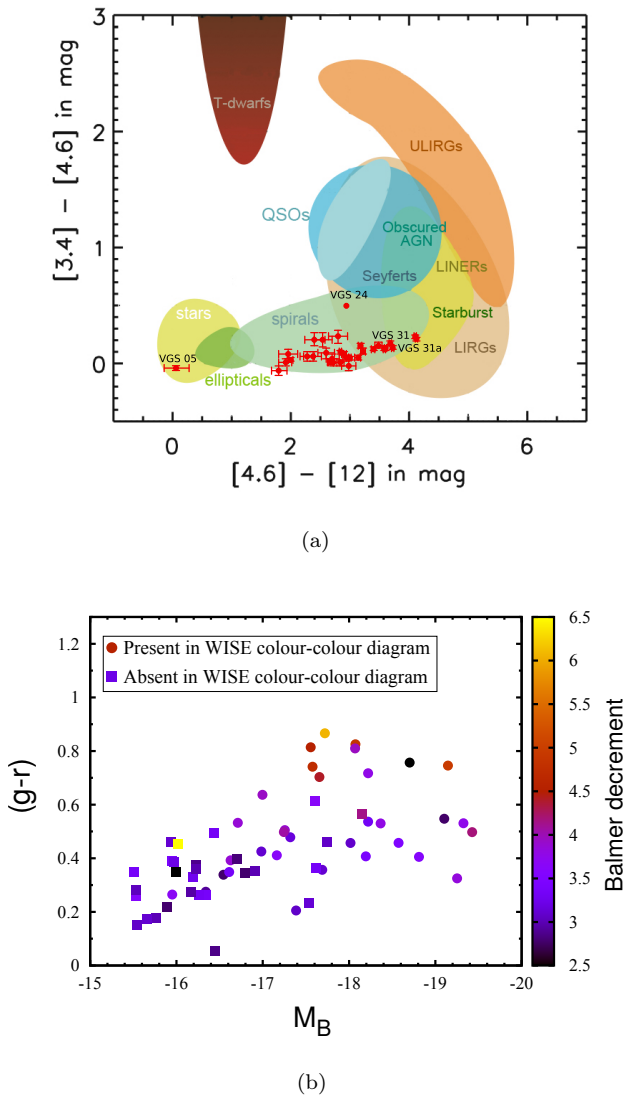 3
2
1
0
[3.4] − [4.6] in mag
T-dwarfs
ULIRGs
QSOs
Obscured
AGN
LINERs
Seyferts
VGS 24
stars
spirals
Starburst
VGS 31
VGS 31a
LIRGs
VGS 05
ellipticals
0 2 4 6
[4.6] − [12] in mag
(a)
1.2
1
0.8
0.6
0.4
0.2
0
(g-r)
Present in WISE colour-colour diagram
Absent in WISE colour-colour diagram
-15 -16 -17 -18 -19 -20
M_B
6.5
6
5.5
5
4.5
4
3.5
3
2.5
Balmer decrement
(b)